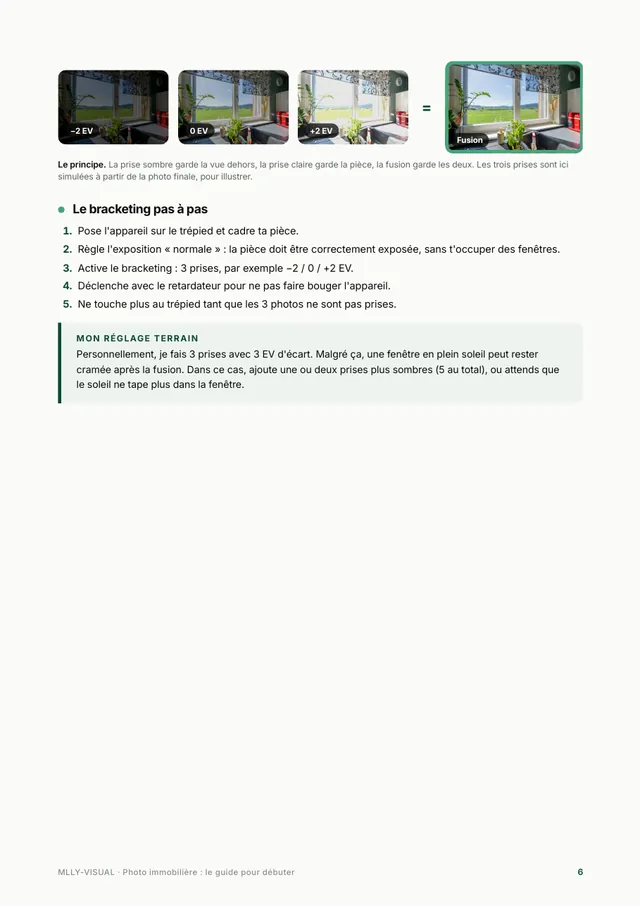 −2 EV
0 EV
+2 EV
=
Fusion
Le principe. La prise sombre garde la vue dehors, la prise claire garde la pièce, la fusion garde les deux. Les trois prises sont ici
simulées à partir de la photo finale, pour illustrer.
Le bracketing pas à pas
1. Pose l'appareil sur le trépied et cadre ta pièce.
2. Règle l'exposition « normale » : la pièce doit être correctement exposée, sans t'occuper des fenêtres.
3. Active le bracketing : 3 prises, par exemple −2 / 0 / +2 EV.
4. Déclenche avec le retardateur pour ne pas faire bouger l'appareil.
5. Ne touche plus au trépied tant que les 3 photos ne sont pas prises.
MON RÉGLAGE TERRAIN
Personnellement, je fais 3 prises avec 3 EV d'écart. Malgré ça, une fenêtre en plein soleil peut rester
cramée après la fusion. Dans ce cas, ajoute une ou deux prises plus sombres (5 au total), ou attends que
le soleil ne tape plus dans la fenêtre.
MLLY-VISUAL · Photo immobilière : le guide pour débuter
6